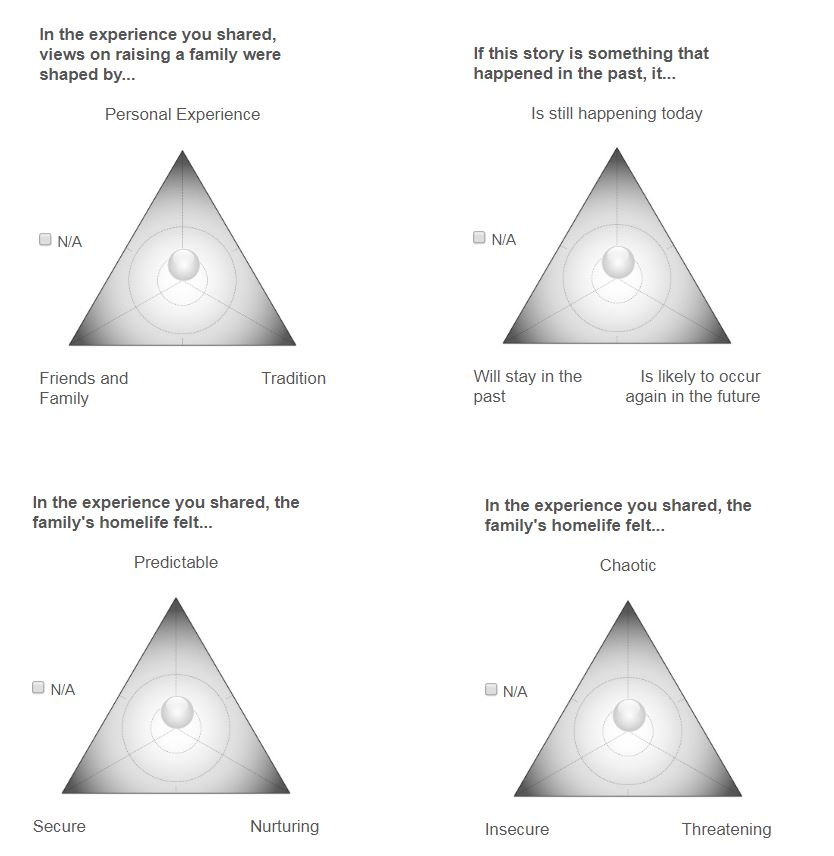 In the experience you shared,
views on raising a family were
shaped by...
Personal Experience
N/A
Friends and
Family
Tradition
If this story is something that
happened in the past, it...
Is still happening today
N/A
Will stay in the
past
Is likely to occur
again in the future
In the experience you shared, the
family's homelife felt...
Predictable
N/A
Secure
Nurturing
In the experience you shared, the
family's homelife felt...
Chaotic
N/A
Insecure
Threatening